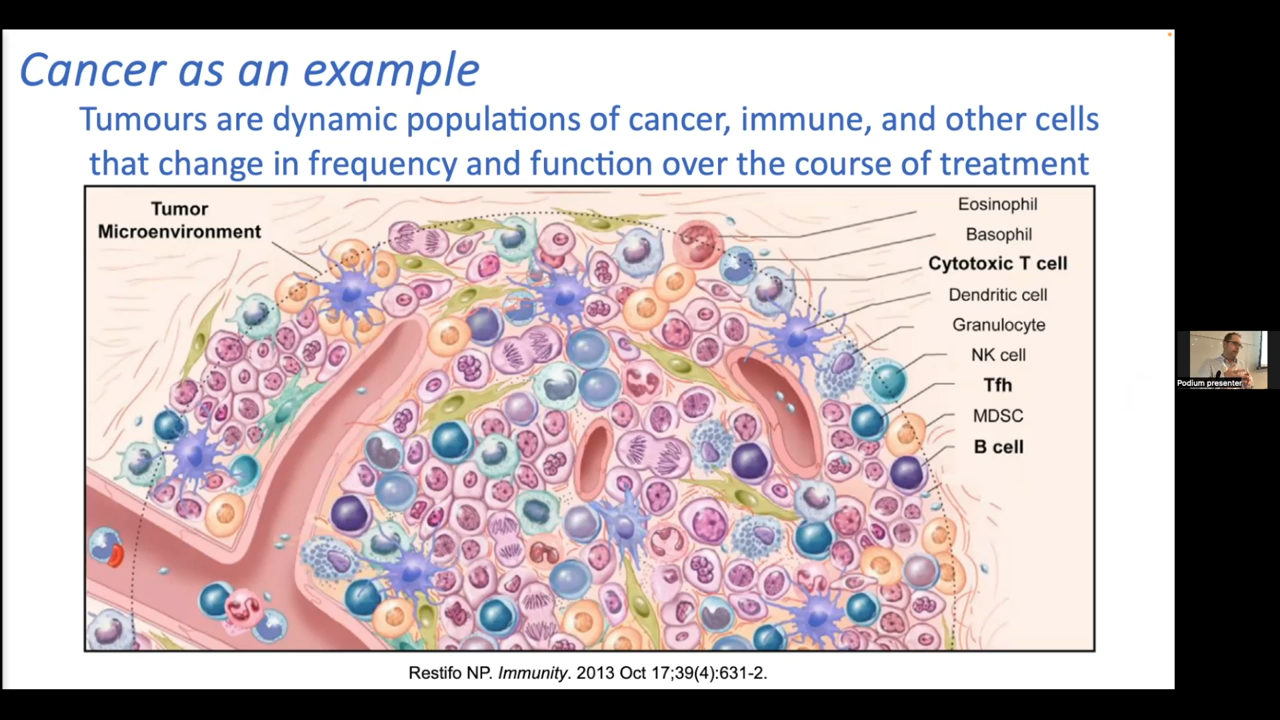 Cancer as an example
Tumours are dynamic populations of cancer, immune, and other cells
that change in frequency and function over the course of treatment
Tumor
Microenvironment
Eosinophil
Basophil
Cytotoxic T cell
Dendritic cell
Granulocyte
NK cell
Tfh
MDSC
B cell
Restifo NP. Immunity. 2013 Oct 17;39(4):631-2.
Podium presenter